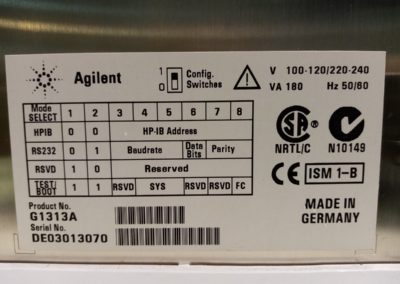 Agilent
1
0
Config.
Switches
V 100-120/220-240
VA 180 Hz 50/60
Mode
SELECT 1 2 3 4 5 6 7 8
HPIB 0 0 HP-IB Address
RS232 0 1 Baudrate Data Bits Parity
RSVD 1 0 Reserved
TEST/BOOT 1 1 RSVD SYS RSVD RSVD FC
SA
NRTL/C
N10149
CE ISM 1-B
Product No.
G1313A
Serial No.
DE03013070
MADE IN
GERMANY